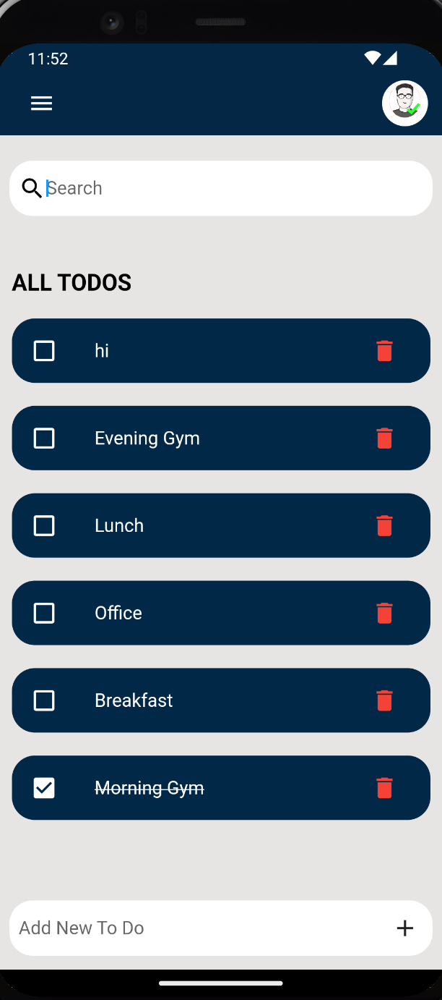 11:52
Search
ALL TODOS
hi
Evening Gym
Lunch
Office
Breakfast
Morning Gym
Add New To Do